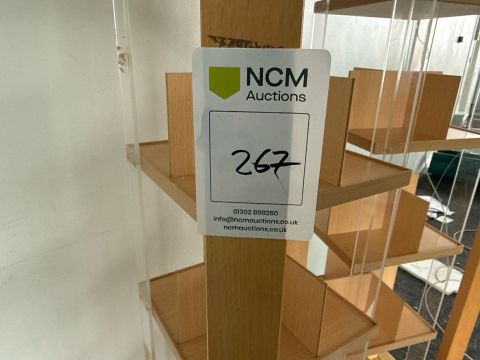 NCM
Auctions
267
01302 898260
info@ncmauctions.co.uk
ncmauctions.co.uk